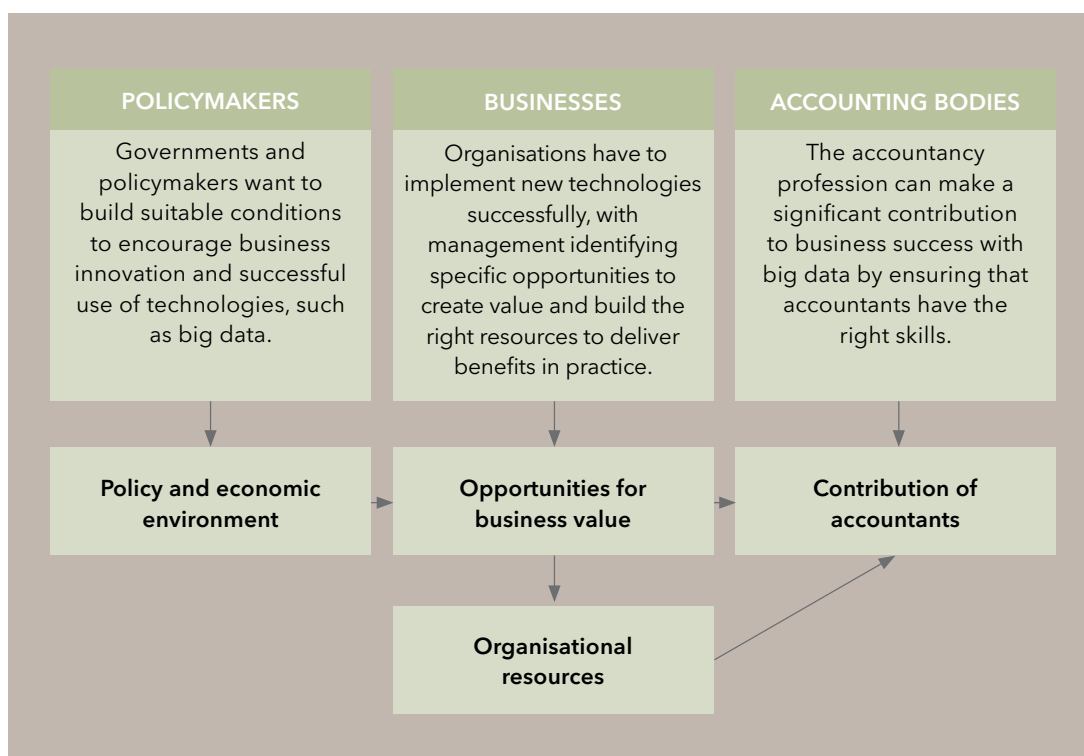 POLICYMAKERS
Governments and
policymakers want to
build suitable conditions
to encourage business
innovation and successful
use of technologies, such
as big data.
BUSINESSES
Organisations have to
implement new technologies
successfully, with
management identifying
specific opportunities to
create value and build the
right resources to deliver
benefits in practice.
ACCOUNTING BODIES
The accountancy
profession can make a
significant contribution
to business success with
big data by ensuring that
accountants have the
right skills.
Policy and economic
environment
Opportunities for
business value
Contribution of
accountants
Organisational
resources